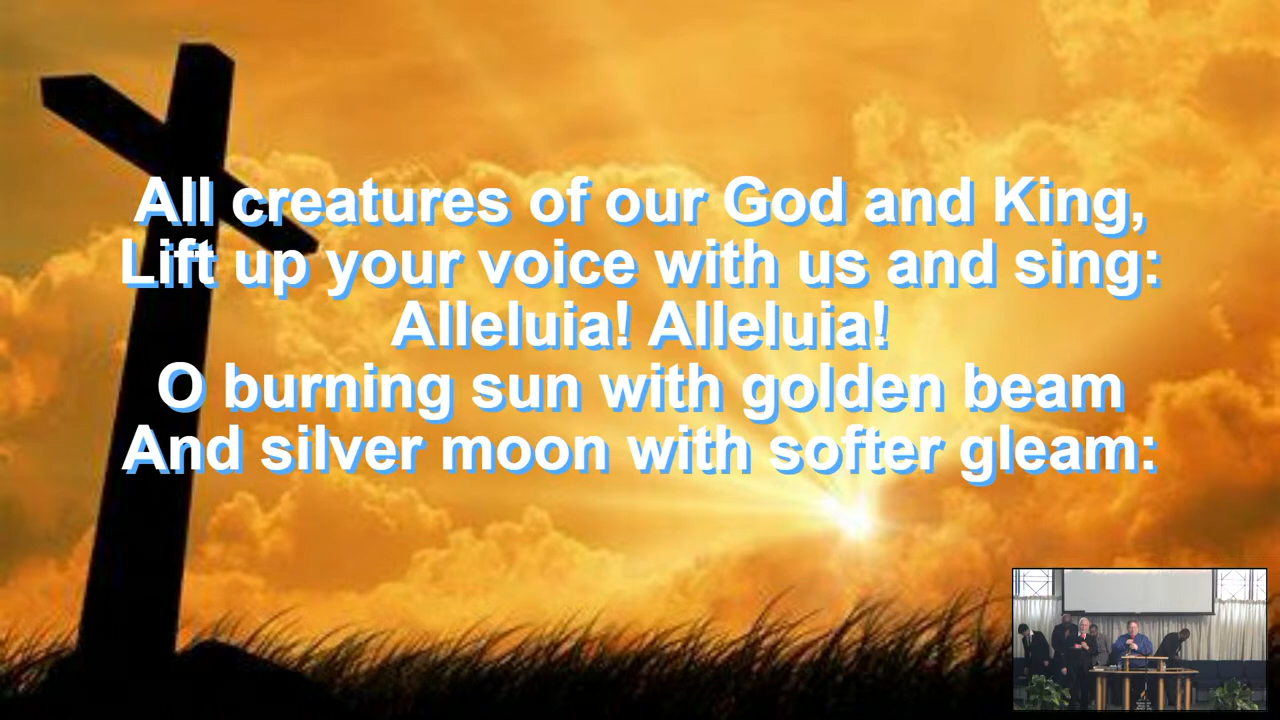 All creatures of our God and King,
Lift up your voice with us and sing:
Alleluia! Alleluia!
O burning sun with golden beam
And silver moon with softer gleam: